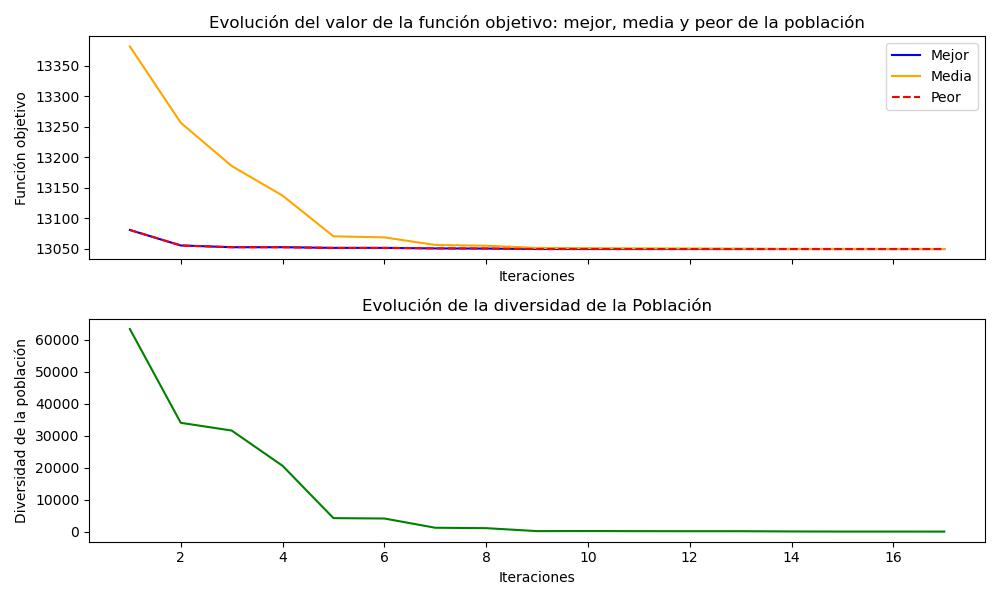 Evolución del valor de la función objetivo: mejor, media y peor de la población
Función objetivo
13350
13300
13250
13200
13150
13100
13050
Mejor
Media
Peor
Iteraciones
Evolución de la diversidad de la Población
Diversidad de la población
60000
50000
40000
30000
20000
10000
0
2 4 6 8 10 12 14 16
Iteraciones